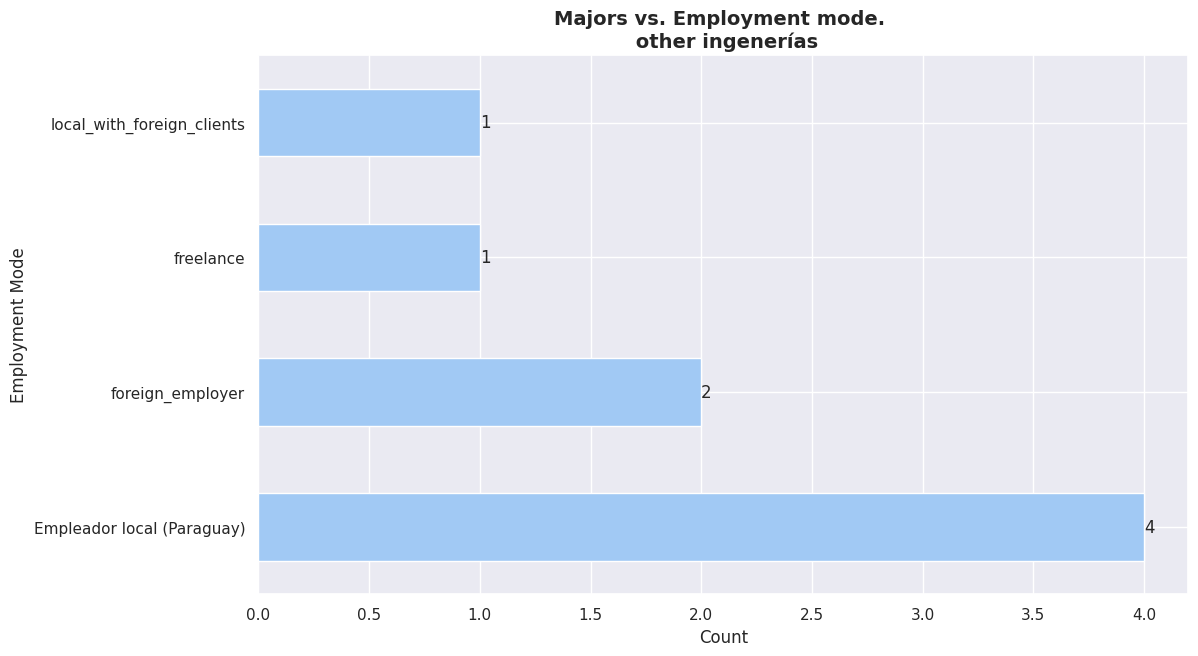 Majors vs. Employment mode.
other ingenerías
local_with_foreign_clients
1
freelance
1
foreign_employer
2
Empleador local (Paraguay)
4
Employment Mode
0.0 0.5 1.0 1.5 2.0 2.5 3.0 3.5 4.0
Count